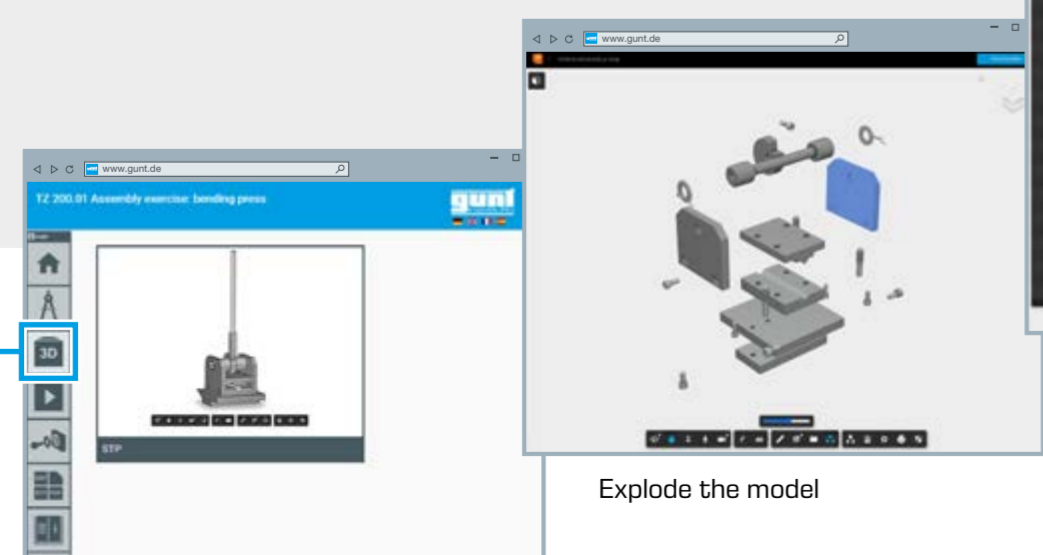 www.gunt.de
www.gunt.de
TZ 200.01 Assembly exercise: bending press
gunt
3D
STP
Explode the model